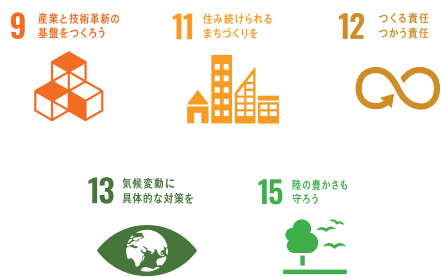 9 産業と技術革新の
基盤をつくろう
11 住み続けられる
まちづくりを
12 つくる責任
つかう責任
13 気候変動に
具体的な対策を
15 陸の豊かさも
守ろう